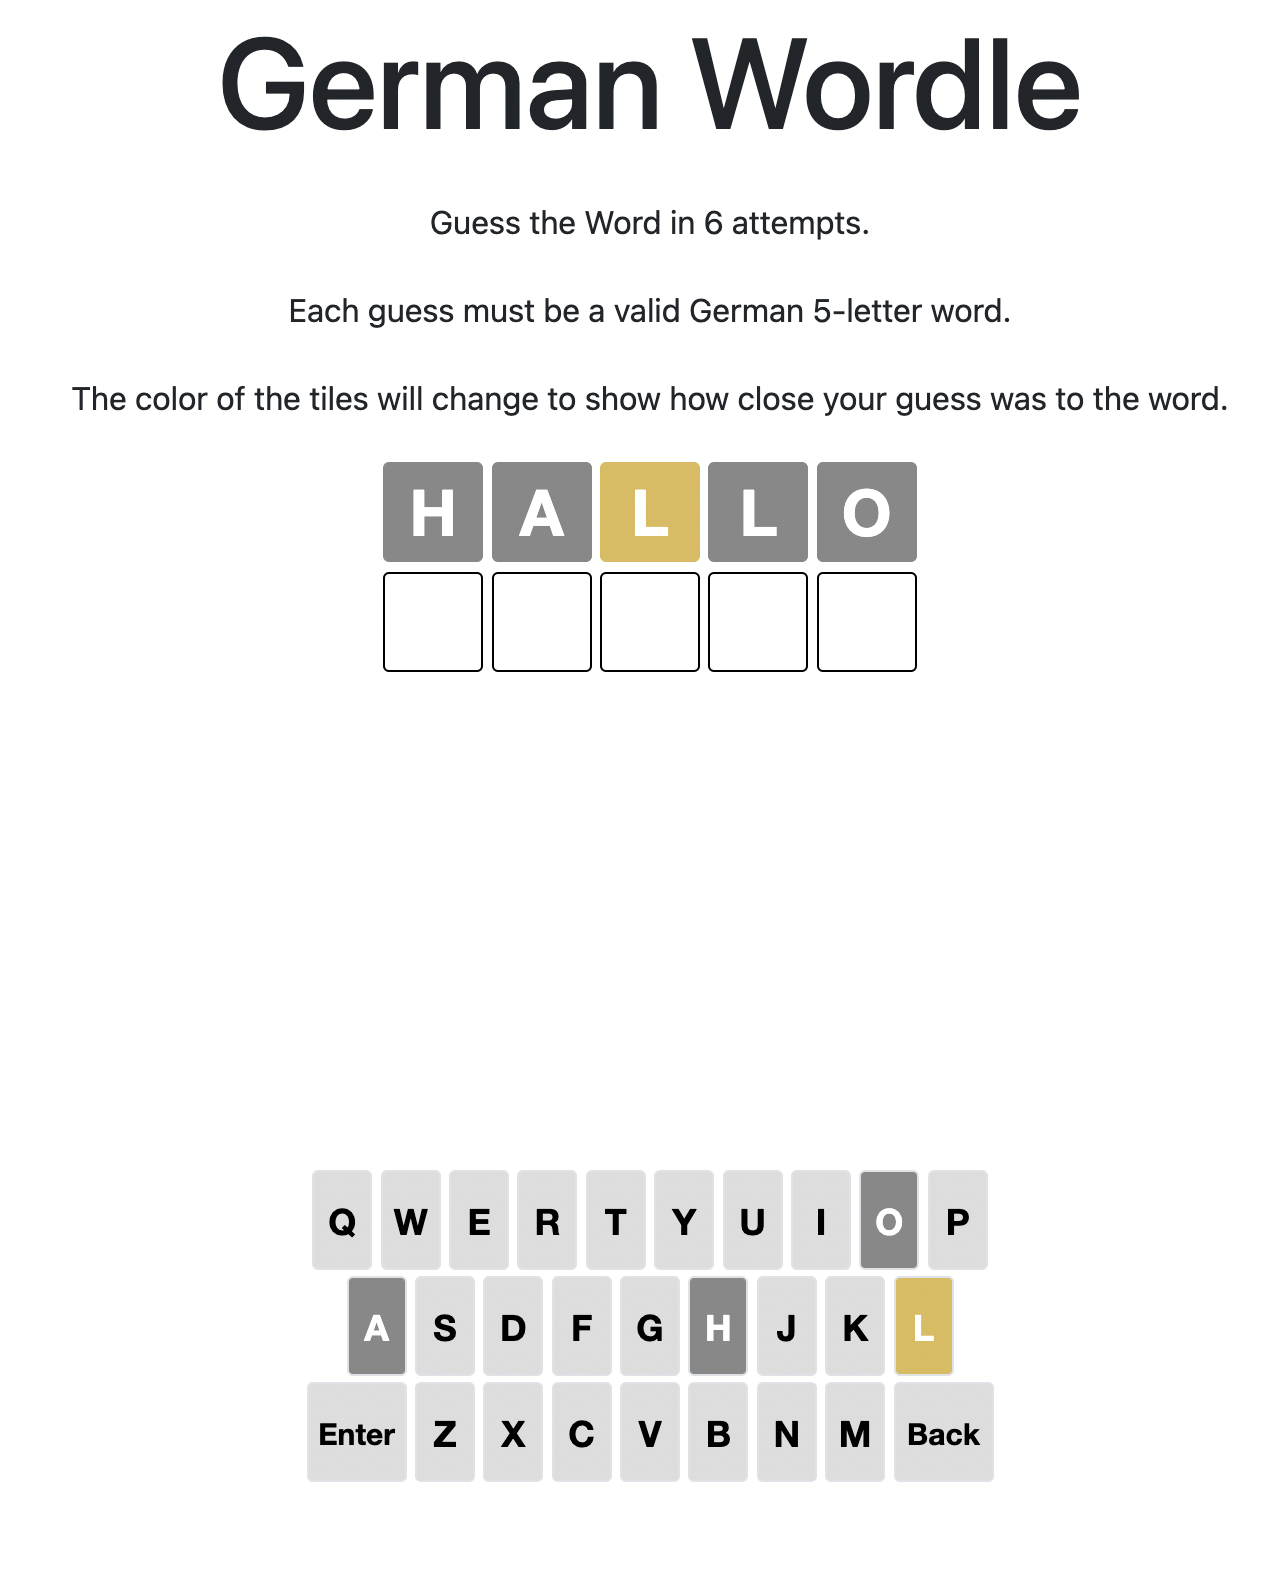 German Wordle
Guess the Word in 6 attempts.
Each guess must be a valid German 5-letter word.
The color of the tiles will change to show how close your guess was to the word.
H A L L O
Q W E R T Y U I O P
A S D F G H J K L
Enter Z X C V B N M Back